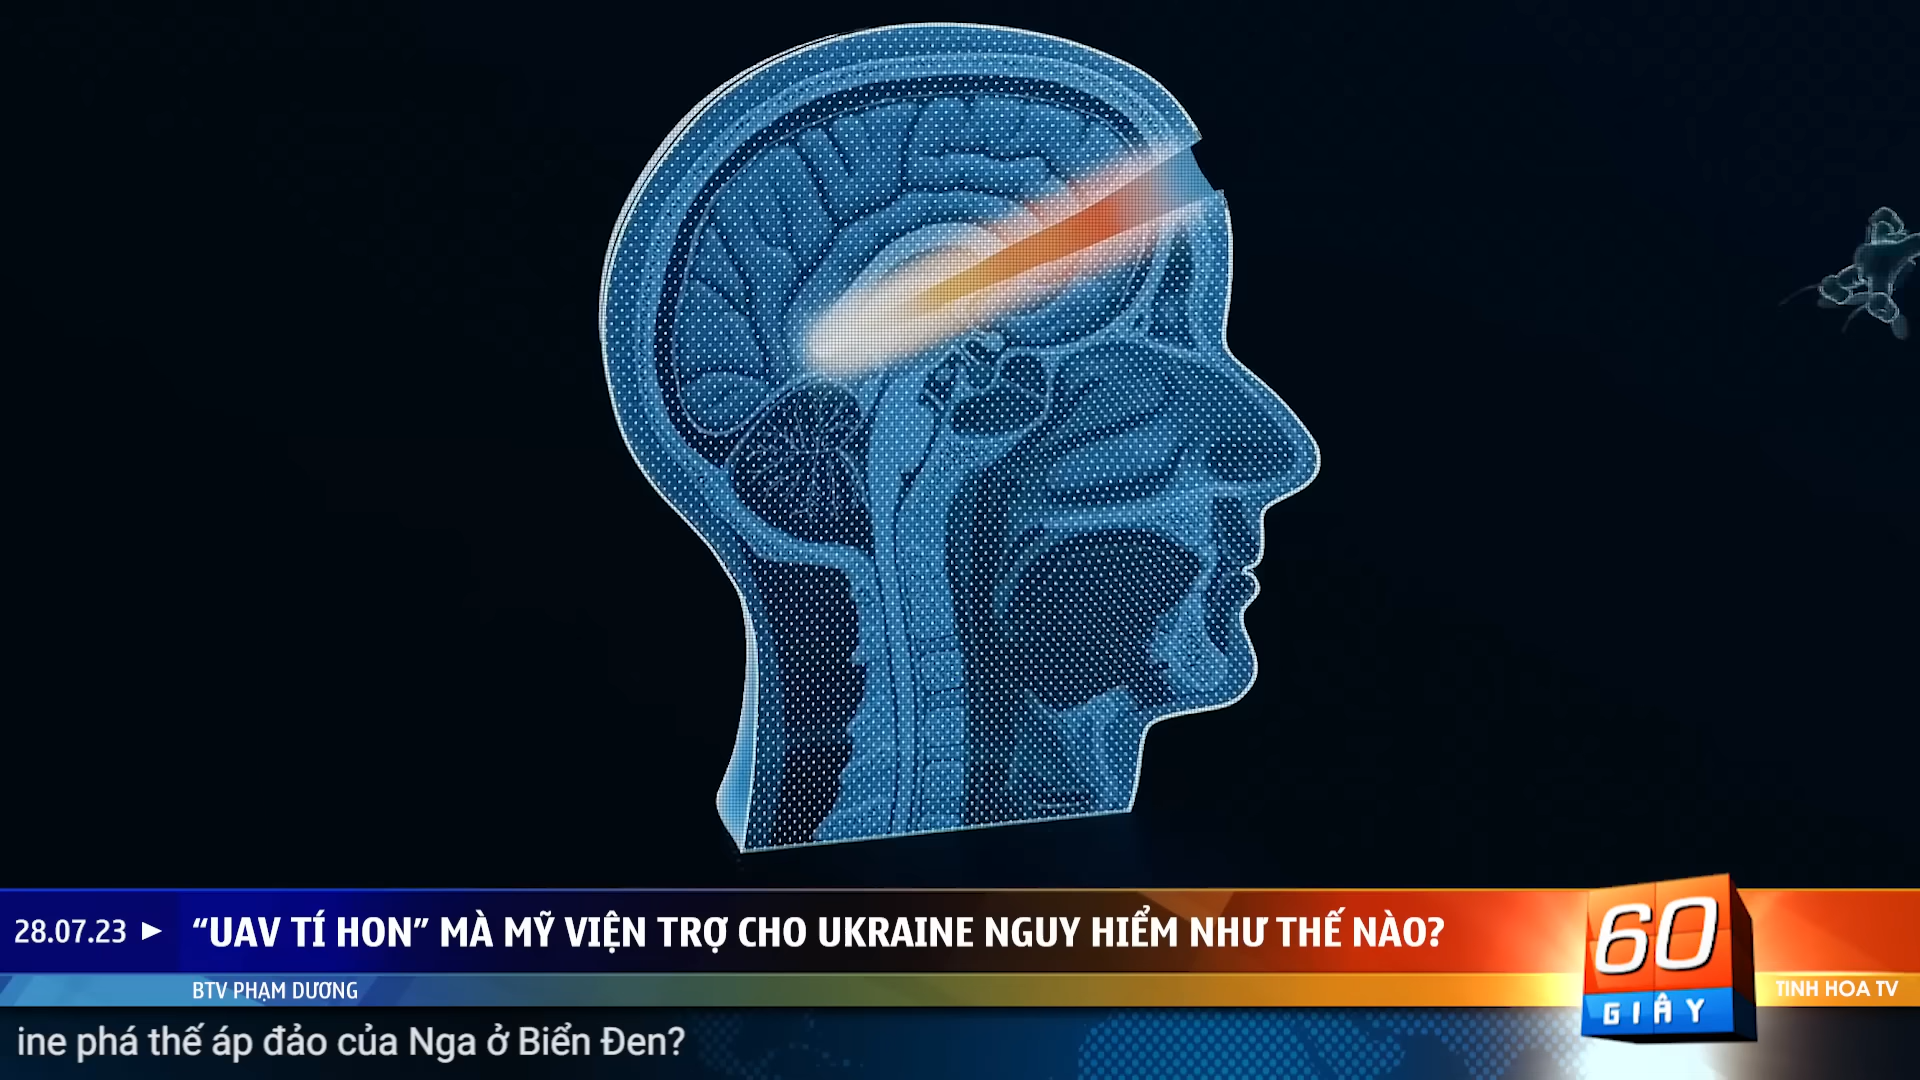 28.07.23
“UAV TÍ HON” MÀ MỸ VIỆN TRỢ CHO UKRAINE NGUY HIỂM NHƯ THẾ NÀO?
60
GIÂY
BTV PHẠM DƯƠNG
TINH HOA TV
ine phá thế áp đảo của Nga ở Biển Đen?